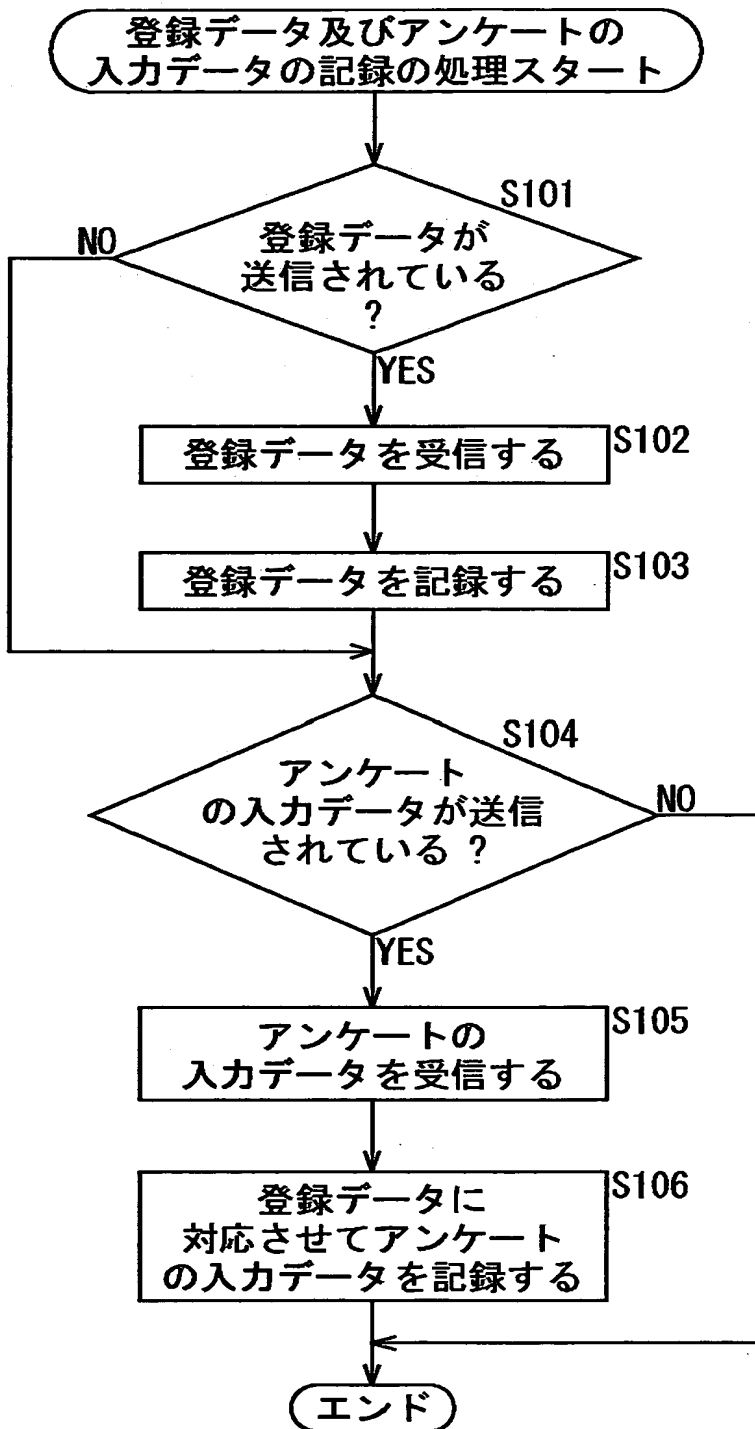 登録データ及びアンケートの
入力データの記録の処理スタート
S101
NO
登録データが
送信されている
?
YES
登録データを受信する
S102
登録データを記録する
S103
S104
アンケート
の入力データが送信
されている ?
NO
YES
アンケートの
入力データを受信する
S105
登録データに
対応させてアンケート
の入力データを記録する
S106
エンド